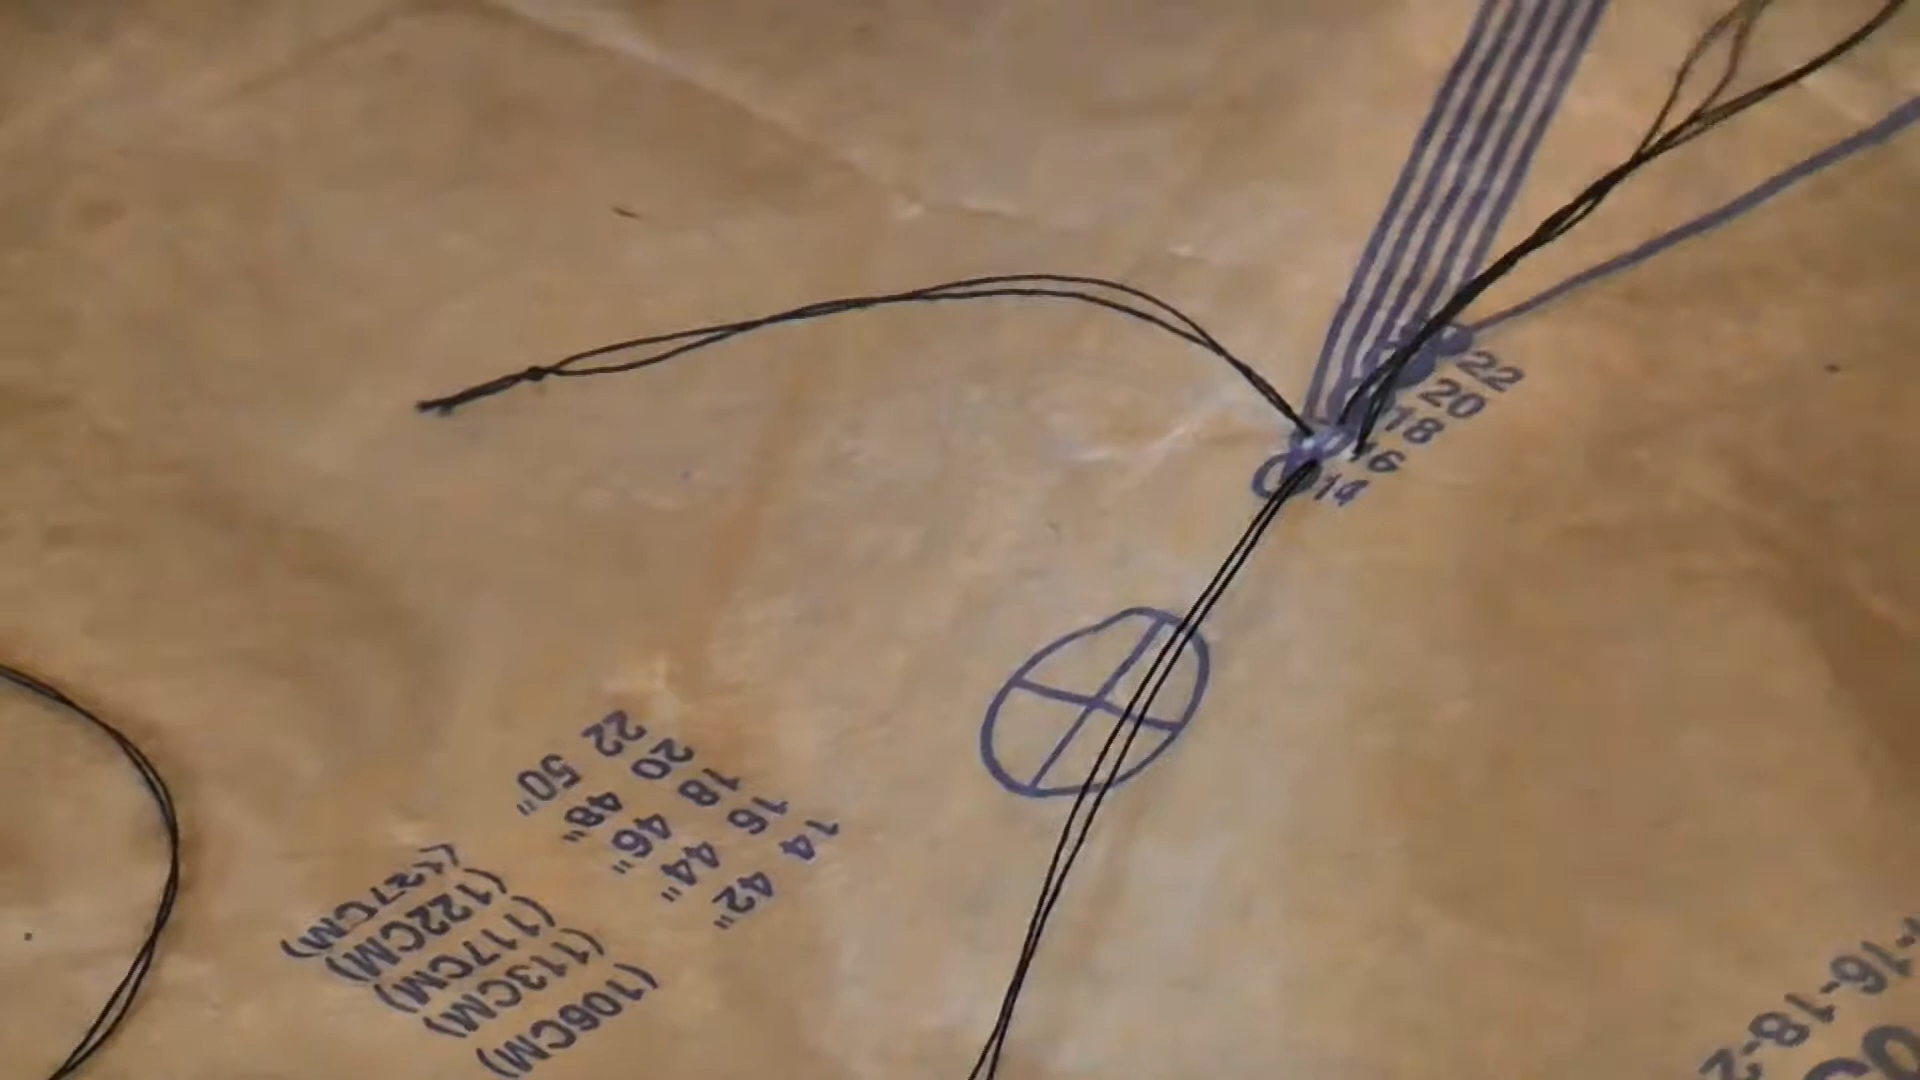 22
20
18
16
14
14 42" (106CM)
16 44" (113CM)
18 46" (117CM)
20 48" (122CM)
22 50" (127CM)
-16-18-2